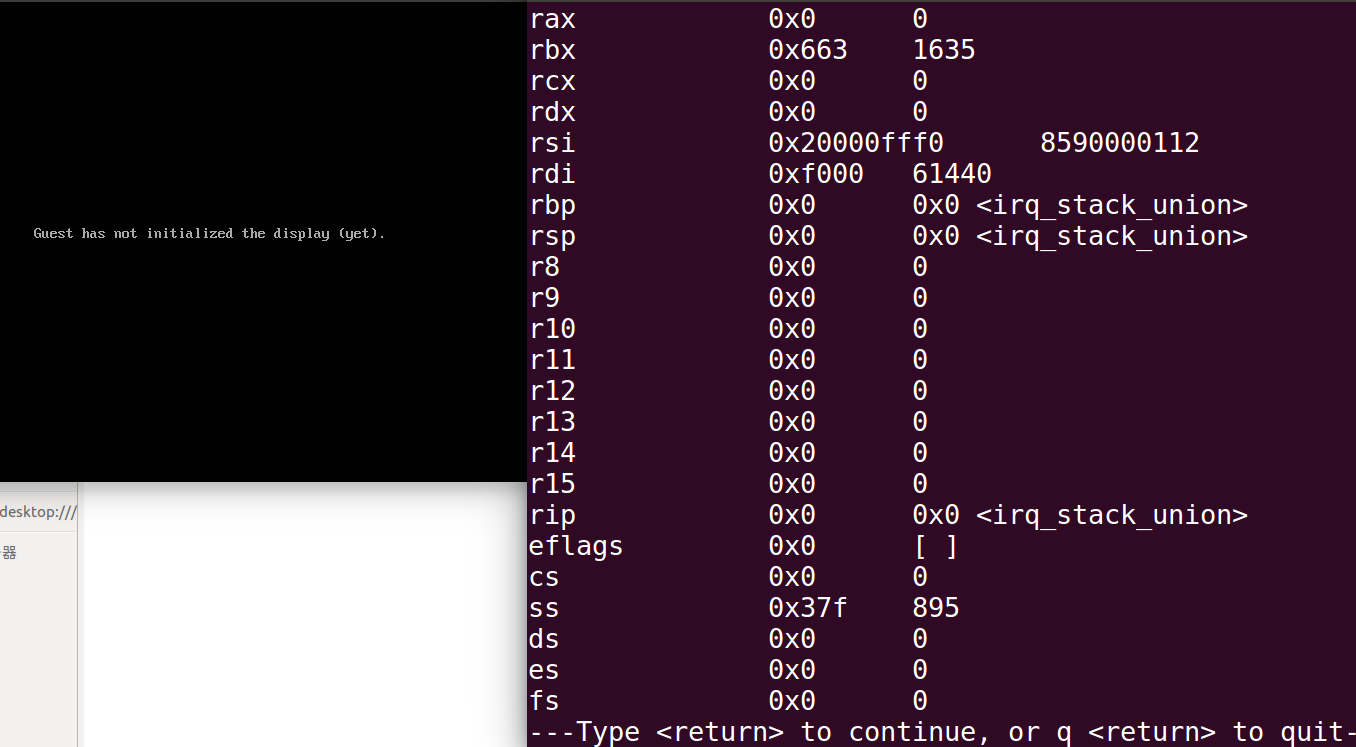 Guest has not initialized the display (yet).
desktop:///
器
rax 0x0 0
rbx 0x663 1635
rcx 0x0 0
rdx 0x0 0
rsi 0x20000fff0 8590000112
rdi 0xf000 61440
rbp 0x0 0x0 <irq_stack_union>
rsp 0x0 0x0 <irq_stack_union>
r8 0x0 0
r9 0x0 0
r10 0x0 0
r11 0x0 0
r12 0x0 0
r13 0x0 0
r14 0x0 0
r15 0x0 0
rip 0x0 0x0 <irq_stack_union>
eflags 0x0 [ ]
cs 0x0 0
ss 0x37f 895
ds 0x0 0
es 0x0 0
fs 0x0 0
---Type <return> to continue, or q <return> to quit-